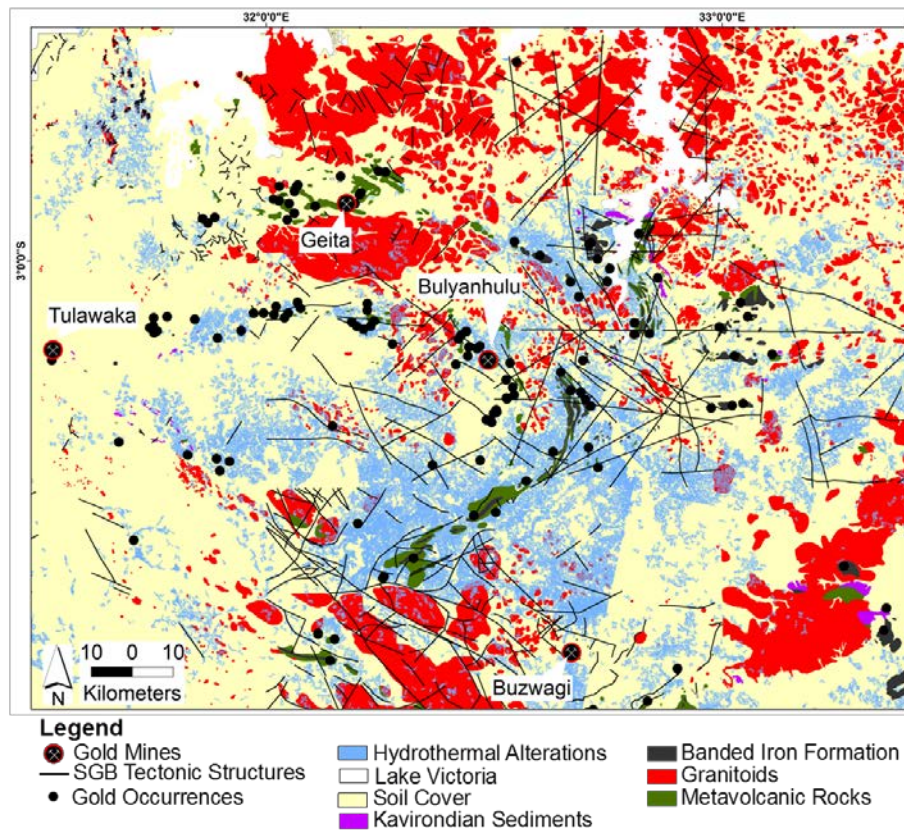 32°0'0"E
33°0'0"E
3°0'0"S
Geita
Bulyanhulu
Tulawaka
Buzwagi
10 0 10
Kilometers
N
Legend
Gold Mines
SGB Tectonic Structures
Gold Occurrences
Hydrothermal Alterations
Lake Victoria
Soil Cover
Kavirondian Sediments
Banded Iron Formation
Granitoids
Metavolcanic Rocks